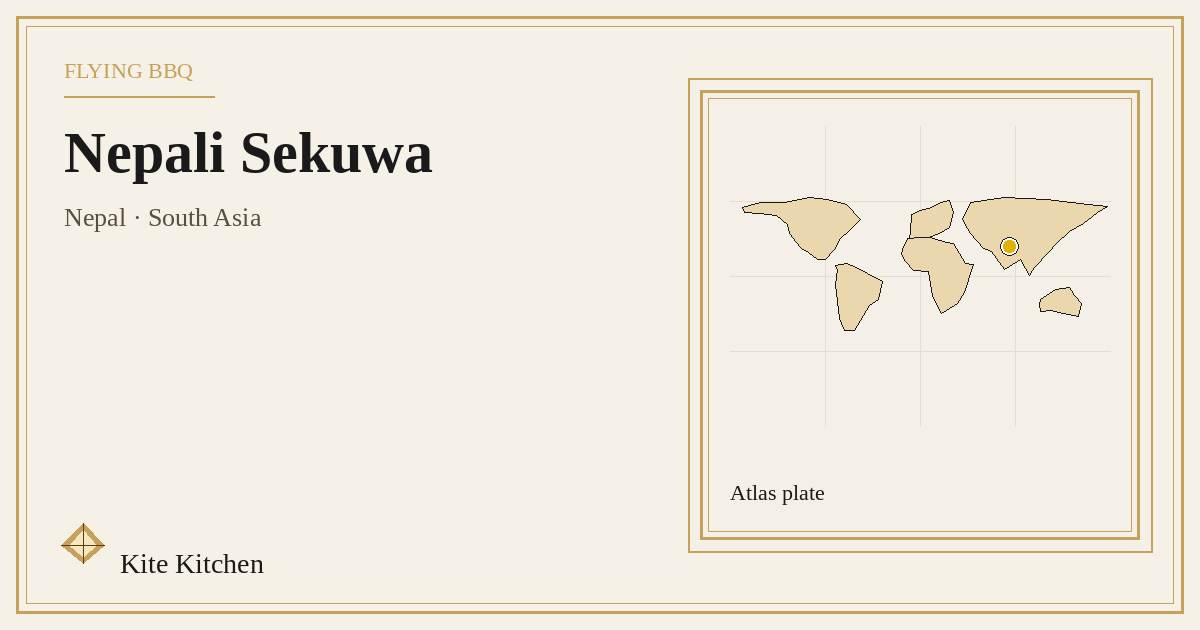 FLYING BBQ
Nepali Sekuwa
Nepal · South Asia
Atlas plate
Kite Kitchen